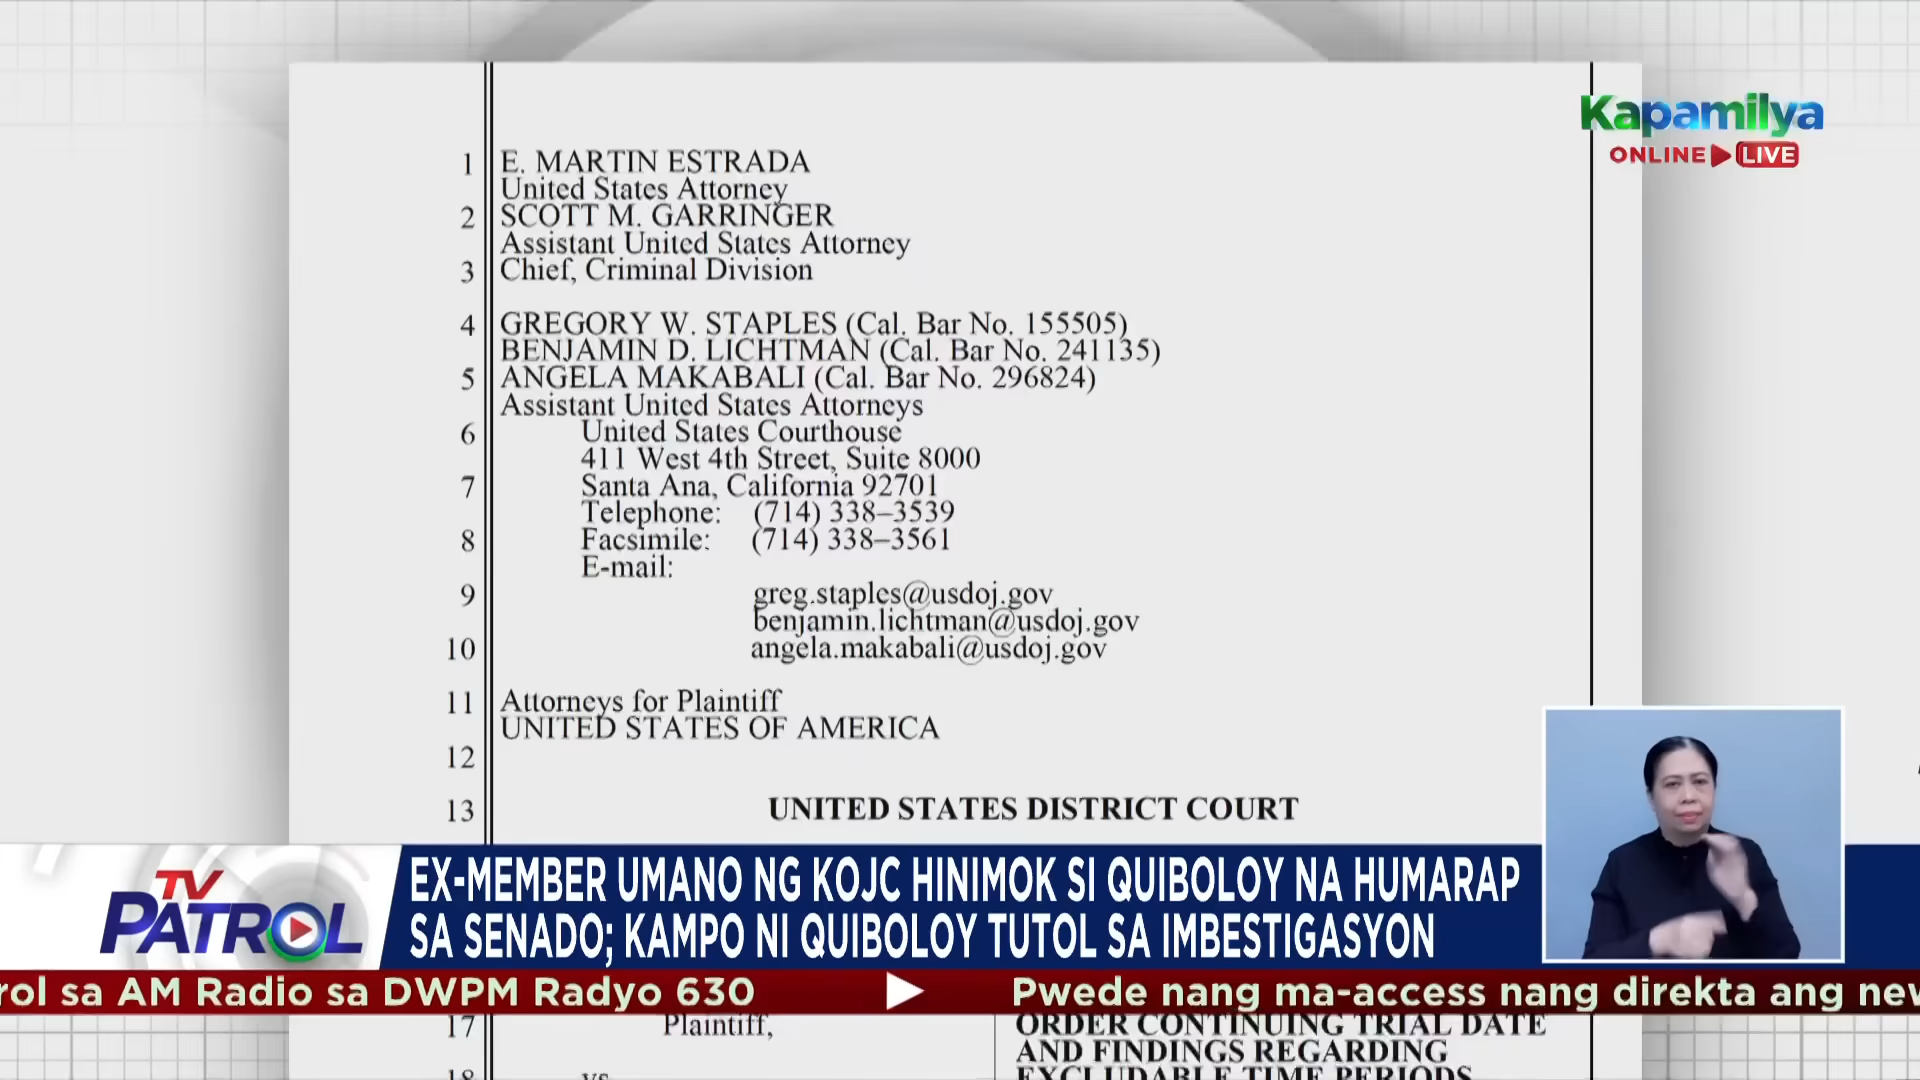 Kapamilya
ONLINE LIVE
1 E. MARTIN ESTRADA
United States Attorney
2 SCOTT M. GARRINGER
Assistant United States Attorney
3 Chief, Criminal Division
4 GREGORY W. STAPLES (Cal. Bar No. 155505)
BENJAMIN D. LICHTMAN (Cal. Bar No. 241135)
5 ANGELA MAKABALI (Cal. Bar No. 296824)
Assistant United States Attorneys
6 United States Courthouse
411 West 4th Street, Suite 8000
7 Santa Ana, California 92701
Telephone: (714) 338–3539
8 Facsimile: (714) 338–3561
E-mail:
9 greg.staples@usdoj.gov
benjamin.lichtman@usdoj.gov
10 angela.makabali@usdoj.gov
11 Attorneys for Plaintiff
UNITED STATES OF AMERICA
12
13 UNITED STATES DISTRICT COURT
TV PATROL
EX-MEMBER UMANO NG KOJC HINIMOK SI QUIBOLOY NA HUMARAP
SA SENADO; KAMPO NI QUIBOLOY TUTOL SA IMBESTIGASYON
rol sa AM Radio sa DWPM Radyo 630 Pwede nang ma-access nang direkta ang new
17 Plaintiff, ORDER CONTINUING TRIAL DATE
AND FINDINGS REGARDING
18 vs EXCLUDABLE TIME PERIODS